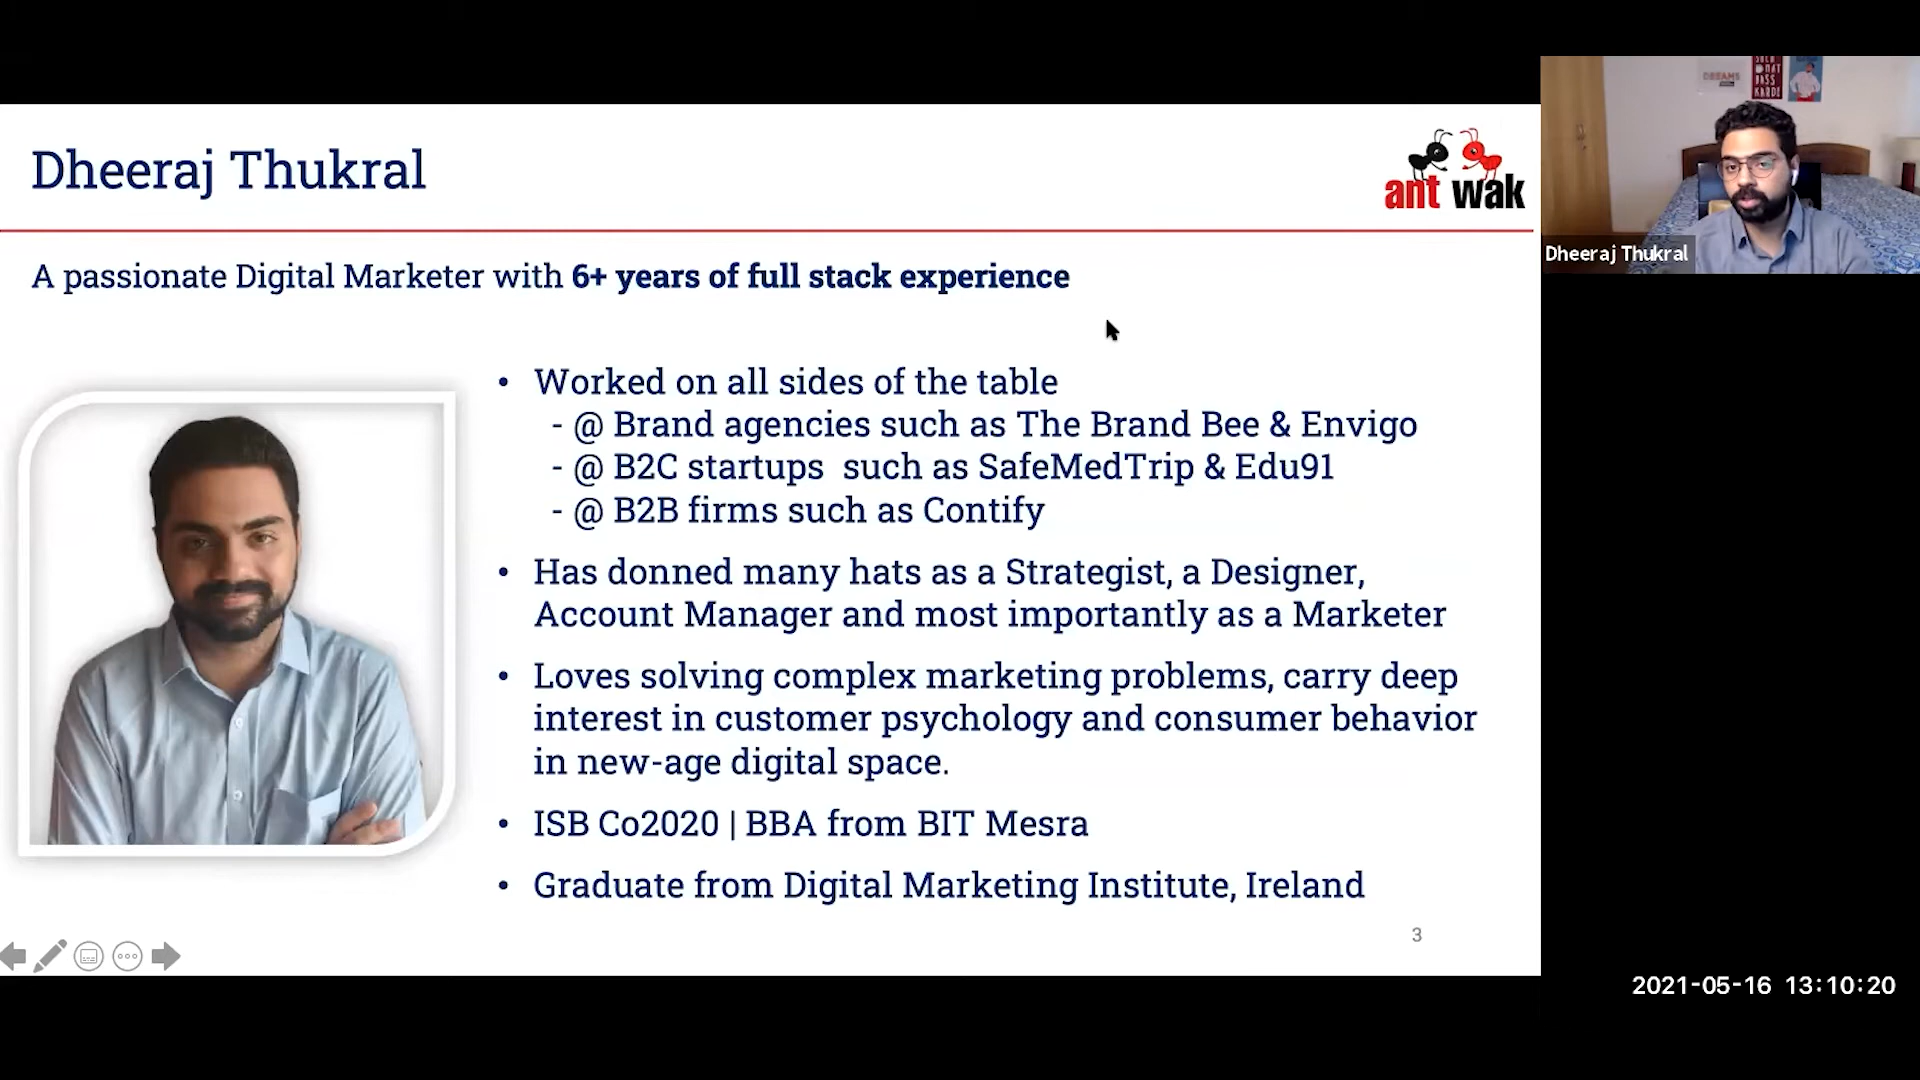 Dheeraj Thukral
ant wak
A passionate Digital Marketer with 6+ years of full stack experience
• Worked on all sides of the table
- @ Brand agencies such as The Brand Bee & Envigo
- @ B2C startups such as SafeMedTrip & Edu91
- @ B2B firms such as Contify
• Has donned many hats as a Strategist, a Designer,
Account Manager and most importantly as a Marketer
• Loves solving complex marketing problems, carry deep
interest in customer psychology and consumer behavior
in new-age digital space.
• ISB Co2020 | BBA from BIT Mesra
• Graduate from Digital Marketing Institute, Ireland
3
DREAMS
BASS
KARDI
Dheeraj Thukral
2021-05-16 13:10:20